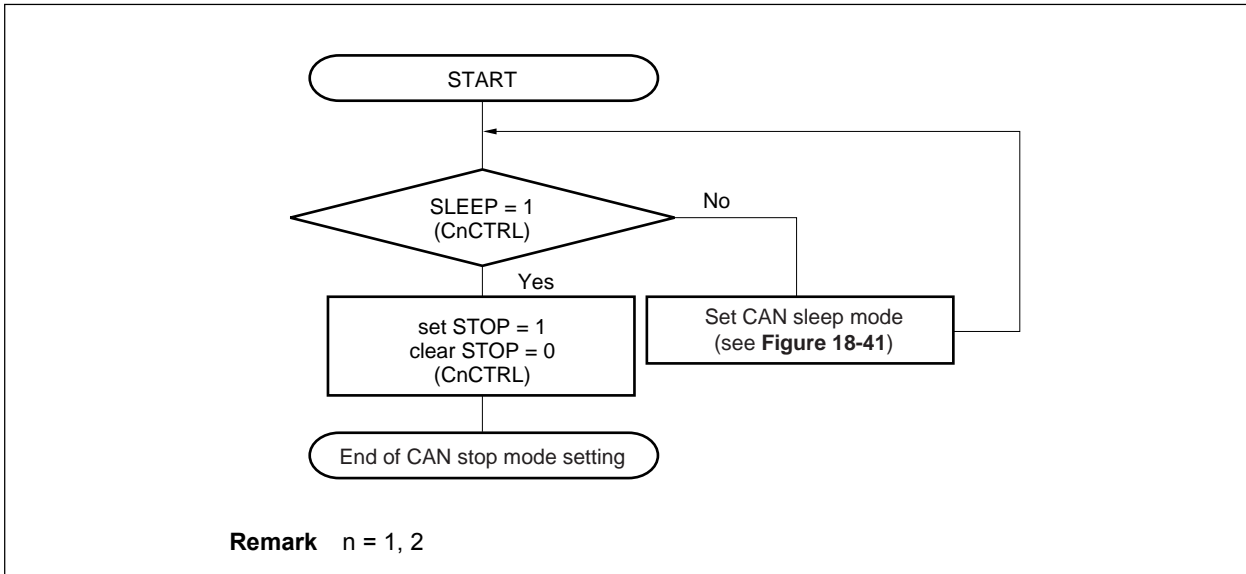 START
SLEEP = 1
(CnCTRL)
No
Yes
set STOP = 1
clear STOP = 0
(CnCTRL)
Set CAN sleep mode
(see Figure 18-41)
End of CAN stop mode setting
Remark n = 1, 2